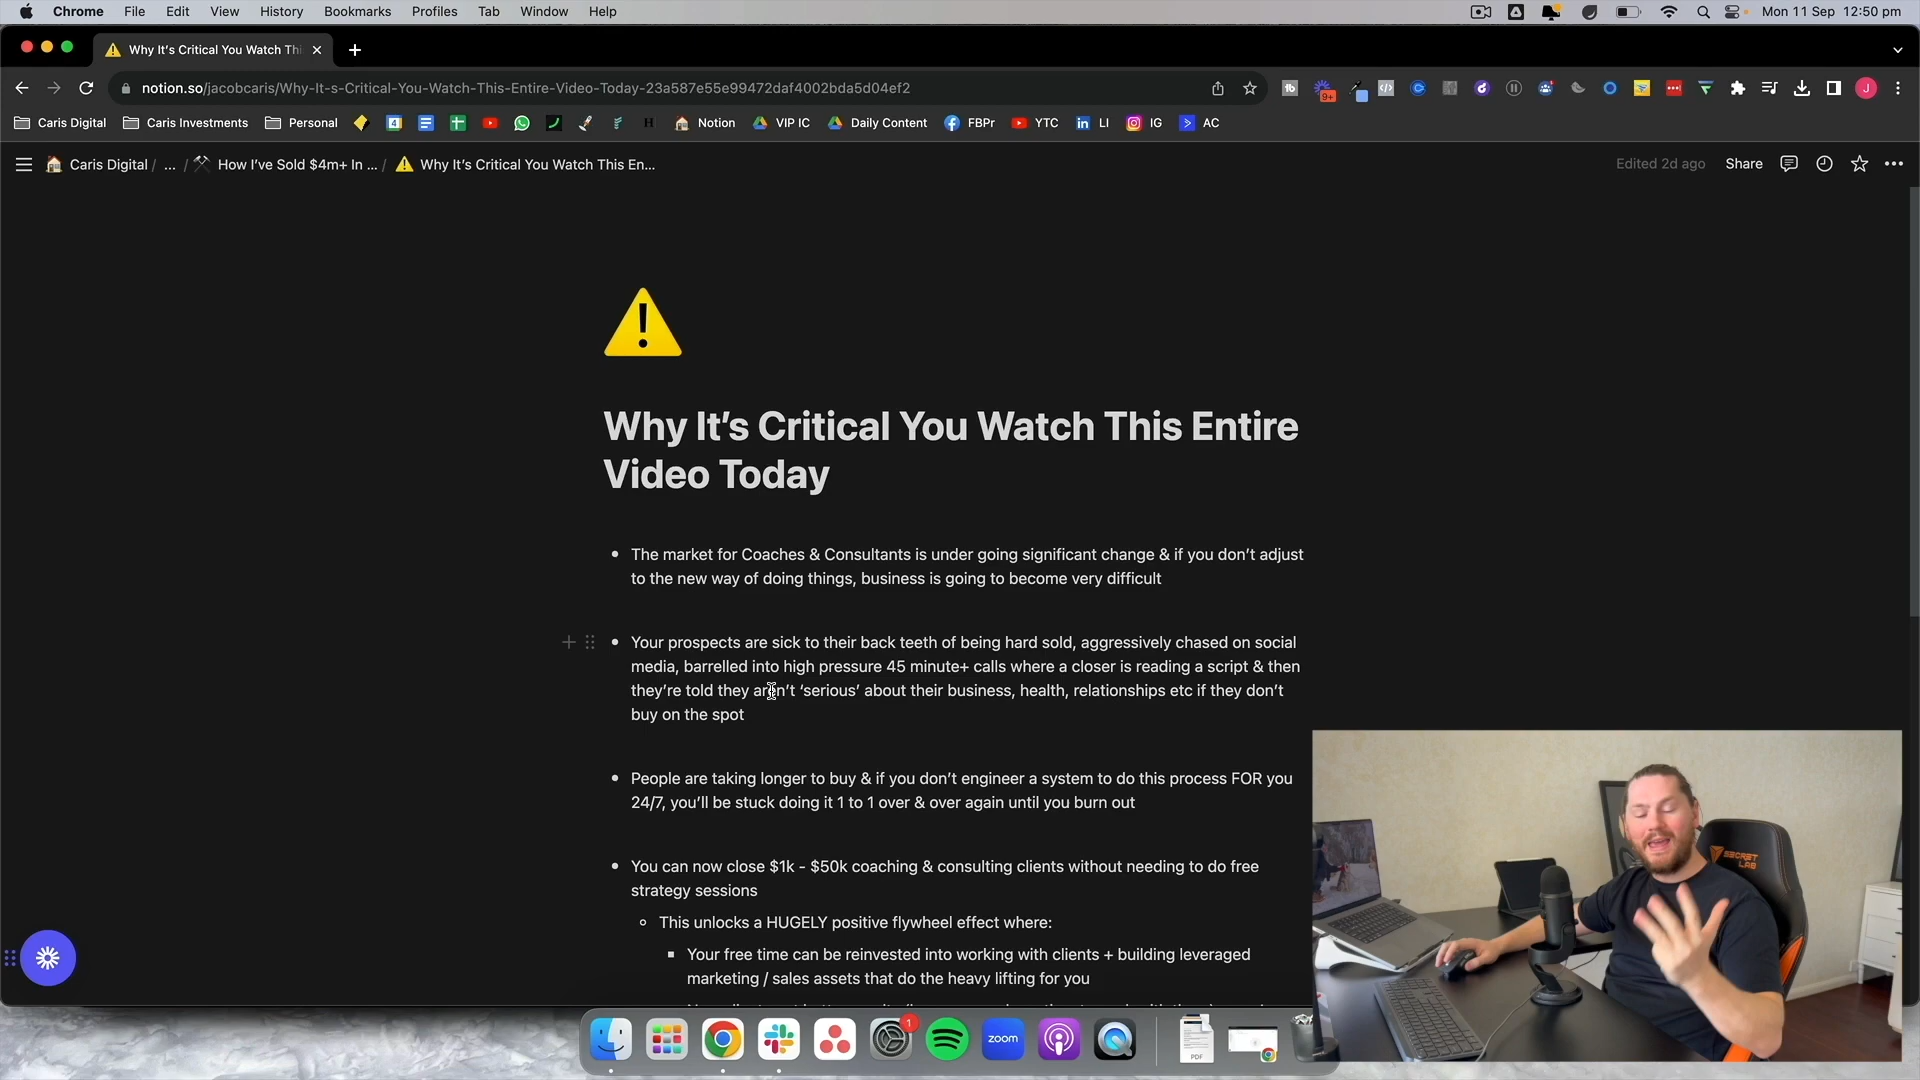 Chrome File Edit View History Bookmarks Profiles Tab Window Help Mon 11 Sep 12:50 pm
Why It's Critical You Watch Thi
notion.so/jacobcaris/Why-It-s-Critical-You-Watch-This-Entire-Video-Today-23a587e55e99472daf4002bda5d04ef2
9+
J
Caris Digital Caris Investments Personal 4 H Notion VIP IC Daily Content FBPr YTC LI IG AC
Caris Digital / ... / How I've Sold $4m+ In ... / Why It's Critical You Watch This En... Edited 2d ago Share
Why It's Critical You Watch This Entire
Video Today
• The market for Coaches & Consultants is under going significant change & if you don't adjust
to the new way of doing things, business is going to become very difficult
• Your prospects are sick to their back teeth of being hard sold, aggressively chased on social
media, barrelled into high pressure 45 minute+ calls where a closer is reading a script & then
they're told they aren't 'serious' about their business, health, relationships etc if they don't
buy on the spot
• People are taking longer to buy & if you don't engineer a system to do this process FOR you
24/7, you'll be stuck doing it 1 to 1 over & over again until you burn out
• You can now close $1k - $50k coaching & consulting clients without needing to do free
strategy sessions
This unlocks a HUGELY positive flywheel effect where:
Your free time can be reinvested into working with clients + building leveraged
marketing / sales assets that do the heavy lifting for you
SECRET
LAB
1
zoom
PDF